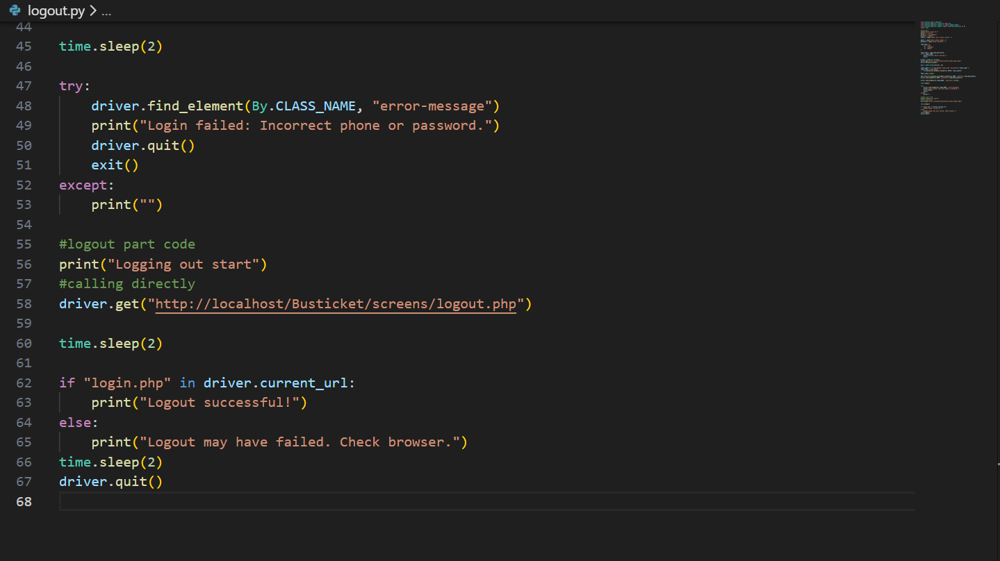 logout.py > ...
44
45 time.sleep(2)
46
47 try:
48     driver.find_element(By.CLASS_NAME, "error-message")
49     print("Login failed: Incorrect phone or password.")
50     driver.quit()
51     exit()
52 except:
53     print("")
54
55 #logout part code
56 print("Logging out start")
57 #calling directly
58 driver.get("http://localhost/Busticket/screens/logout.php")
59
60 time.sleep(2)
61
62 if "login.php" in driver.current_url:
63     print("Logout successful!")
64 else:
65     print("Logout may have failed. Check browser.")
66 time.sleep(2)
67 driver.quit()
68